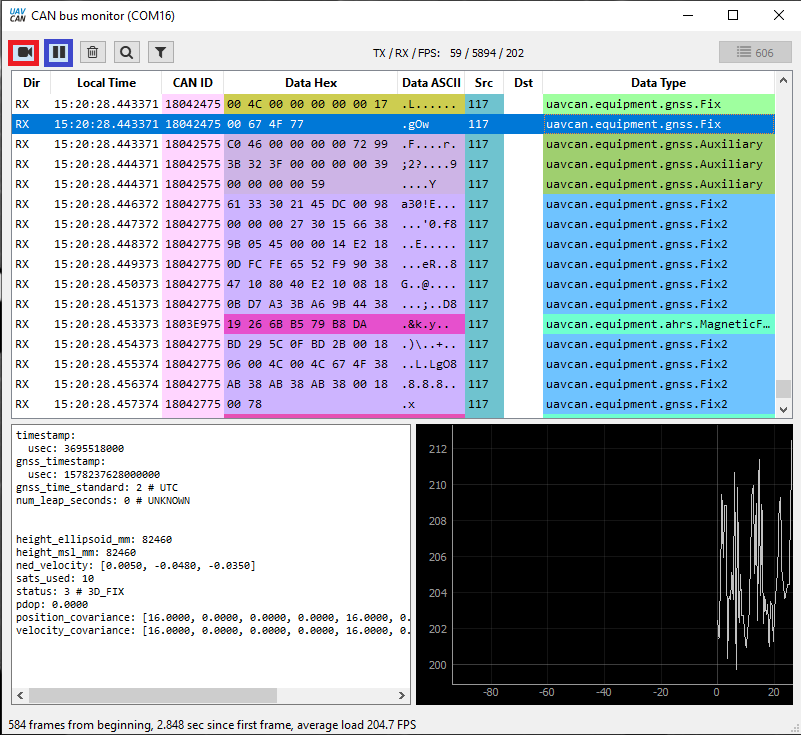 UAV
CAN
CAN bus monitor (COM16)
TX / RX / FPS: 59 / 5894 / 202
606
Dir Local Time CAN ID Data Hex Data ASCII Src Dst Data Type
RX 15:20:28.443371 18042475 00 4C 00 00 00 00 00 17 .L...... 117 uavcan.equipment.gnss.Fix
RX 15:20:28.443371 18042475 00 67 4F 77 .gOw 117 uavcan.equipment.gnss.Fix
RX 15:20:28.444371 18042575 C0 46 00 00 00 00 72 99 .F....r. 117 uavcan.equipment.gnss.Auxiliary
RX 15:20:28.444371 18042575 3B 32 3F 00 00 00 00 39 ;2?....9 117 uavcan.equipment.gnss.Auxiliary
RX 15:20:28.444371 18042575 00 00 00 00 59 ....Y 117 uavcan.equipment.gnss.Auxiliary
RX 15:20:28.446372 18042775 61 33 30 21 45 DC 00 98 a30!E... 117 uavcan.equipment.gnss.Fix2
RX 15:20:28.447372 18042775 00 00 00 27 30 15 66 38 ...'0.f8 117 uavcan.equipment.gnss.Fix2
RX 15:20:28.448372 18042775 9B 05 45 00 00 14 E2 18 ..E..... 117 uavcan.equipment.gnss.Fix2
RX 15:20:28.449373 18042775 0D FC FE 65 52 F9 90 38 ...eR..8 117 uavcan.equipment.gnss.Fix2
RX 15:20:28.450373 18042775 47 10 80 40 E2 10 08 18 G..@.... 117 uavcan.equipment.gnss.Fix2
RX 15:20:28.451373 18042775 0B D7 A3 3B A6 9B 44 38 ...;..D8 117 uavcan.equipment.gnss.Fix2
RX 15:20:28.453373 1803E975 19 26 6B B5 79 B8 DA .&k.y.. 117 uavcan.equipment.ahrs.MagneticF…
RX 15:20:28.454373 18042775 BD 29 5C 0F BD 2B 00 18 .)\..+.. 117 uavcan.equipment.gnss.Fix2
RX 15:20:28.455374 18042775 06 00 4C 00 4C 67 4F 38 ..L.LgO8 117 uavcan.equipment.gnss.Fix2
RX 15:20:28.456374 18042775 AB 38 AB 38 AB 38 00 18 .8.8.8.. 117 uavcan.equipment.gnss.Fix2
RX 15:20:28.457374 18042775 00 78 .x 117 uavcan.equipment.gnss.Fix2
timestamp:
usec: 3695518000
gnss_timestamp:
usec: 1578237628000000
gnss_time_standard: 2 # UTC
num_leap_seconds: 0 # UNKNOWN
height_ellipsoid_mm: 82460
height_msl_mm: 82460
ned_velocity: [0.0050, -0.0480, -0.0350]
sats_used: 10
status: 3 # 3D_FIX
pdop: 0.0000
position_covariance: [16.0000, 0.0000, 0.0000, 0.0000, 16.0000, 0.
velocity_covariance: [16.0000, 0.0000, 0.0000, 0.0000, 16.0000, 0.
212
210
208
206
204
202
200
-80 -60 -40 -20 0 20
584 frames from beginning, 2.848 sec since first frame, average load 204.7 FPS